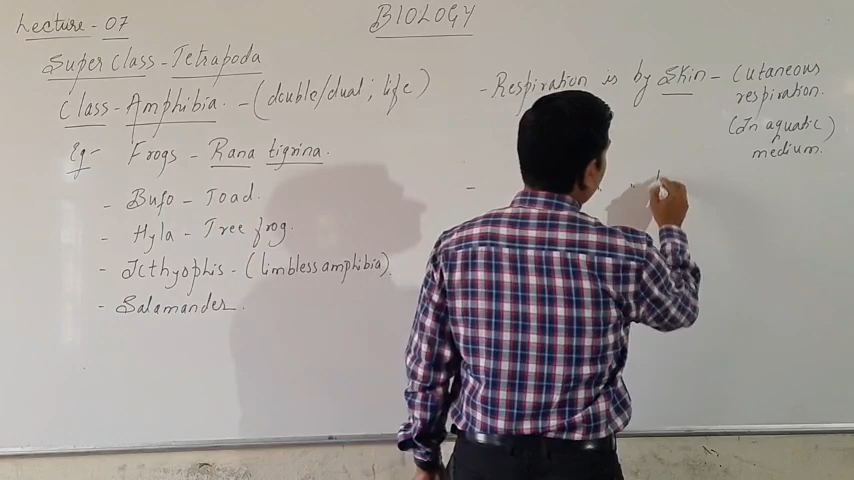 Lecture - 07
BIOLOGY
Super Class - Tetrapoda
Class - Amphibia. - (double/dual; life)
Eg - Frogs - Rana tigrina.
- Bufo - Toad.
- Hyla - Tree frog.
- Icthyophis - (limbless amphibia).
- Salamander.
- Respiration is by Skin - Cutaneous
respiration.
(In aquatic)
medium.
-